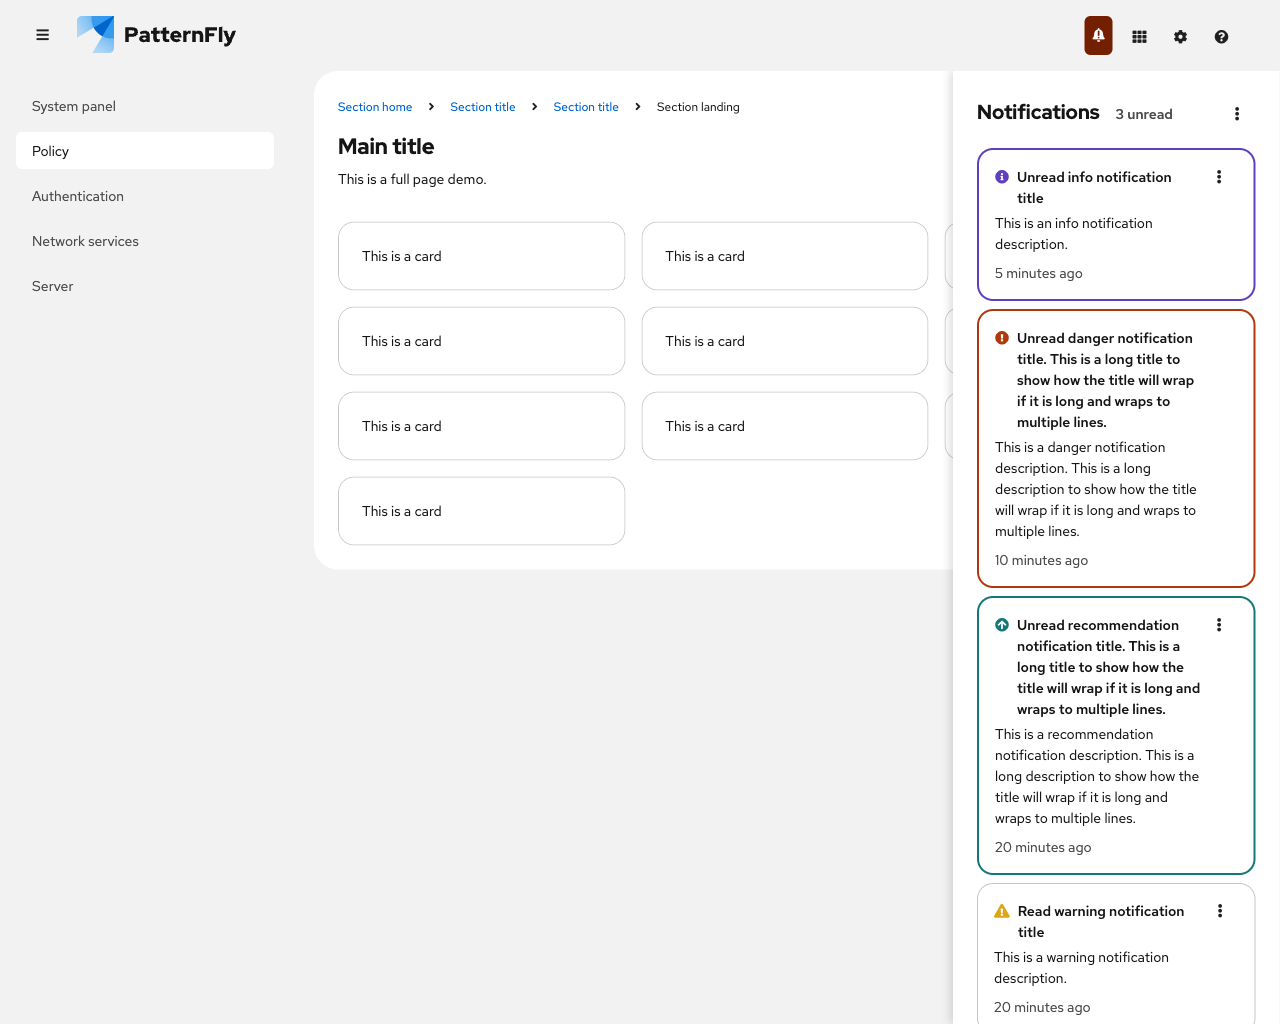 PatternFly
System panel
Policy
Authentication
Network services
Server
Section home
Section title
Section title
Section landing
Main title
This is a full page demo.
This is a card
This is a card
This is a card
This is a card
This is a card
This is a card
This is a card
Notifications
3 unread
Unread info notification
title
This is an info notification
description.
5 minutes ago
Unread danger notification
title. This is a long title to
show how the title will wrap
if it is long and wraps to
multiple lines.
This is a danger notification
description. This is a long
description to show how the title
will wrap if it is long and wraps to
multiple lines.
10 minutes ago
Unread recommendation
notification title. This is a
long title to show how the
title will wrap if it is long and
wraps to multiple lines.
This is a recommendation
notification description. This is a
long description to show how the
title will wrap if it is long and
wraps to multiple lines.
20 minutes ago
Read warning notification
title
This is a warning notification
description.
20 minutes ago